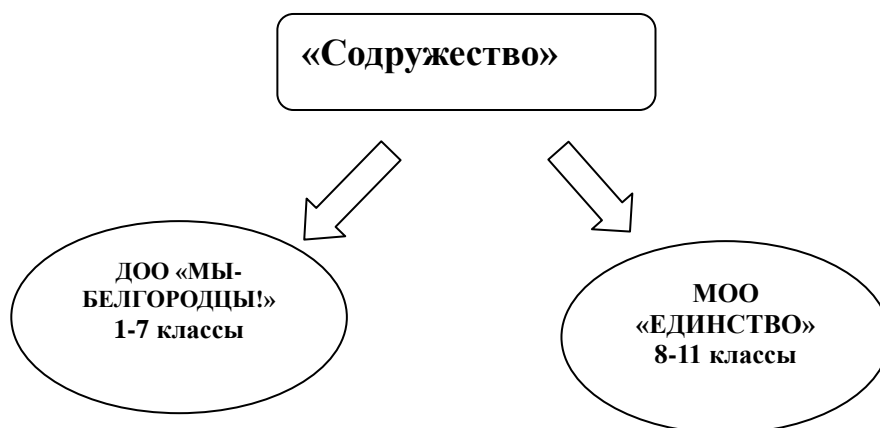 «Содружество»
ДОО «МЫ-
БЕЛГОРОДЦЫ!»
1-7 классы
МОО
«ЕДИНСТВО»
8-11 классы